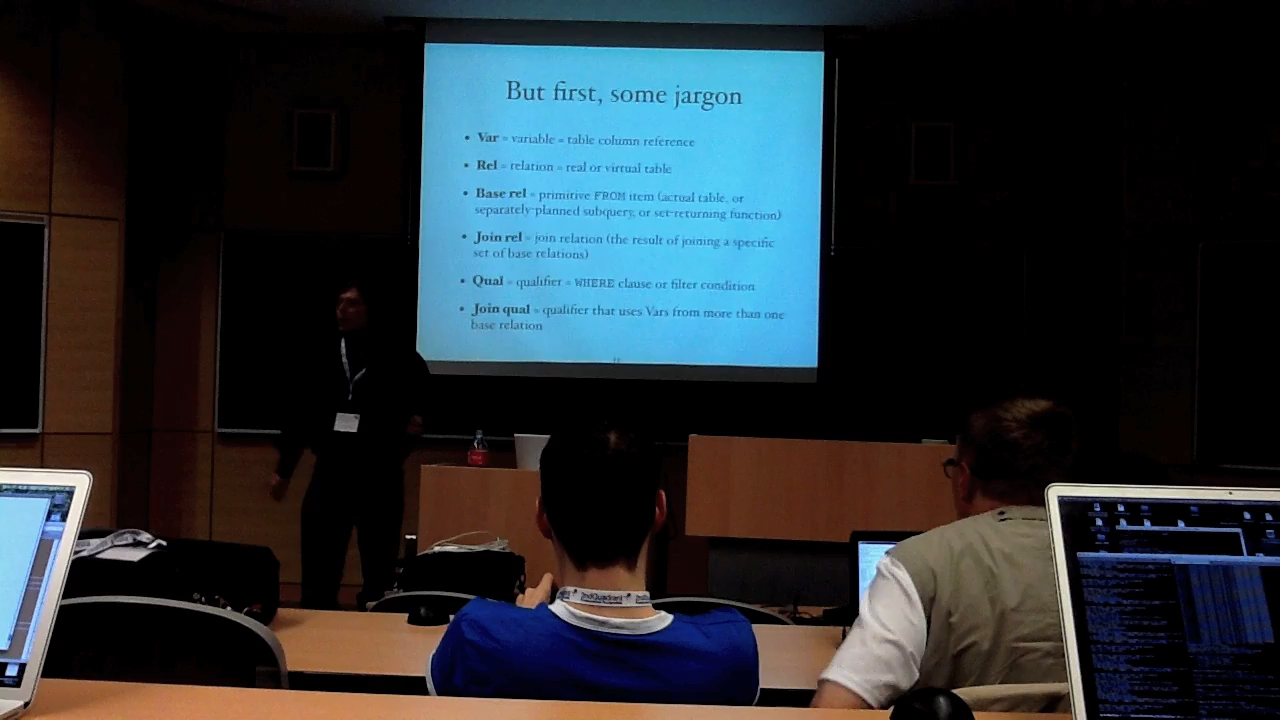 But first, some jargon
• Var = variable = table column reference
• Rel = relation = real or virtual table
• Base rel = primitive FROM item (actual table, or
separately-planned subquery, or set-returning function)
• Join rel = join relation (the result of joining a specific
set of base relations)
• Qual = qualifier = WHERE clause or filter condition
• Join qual = qualifier that uses Vars from more than one
base relation
2ndQuadrant